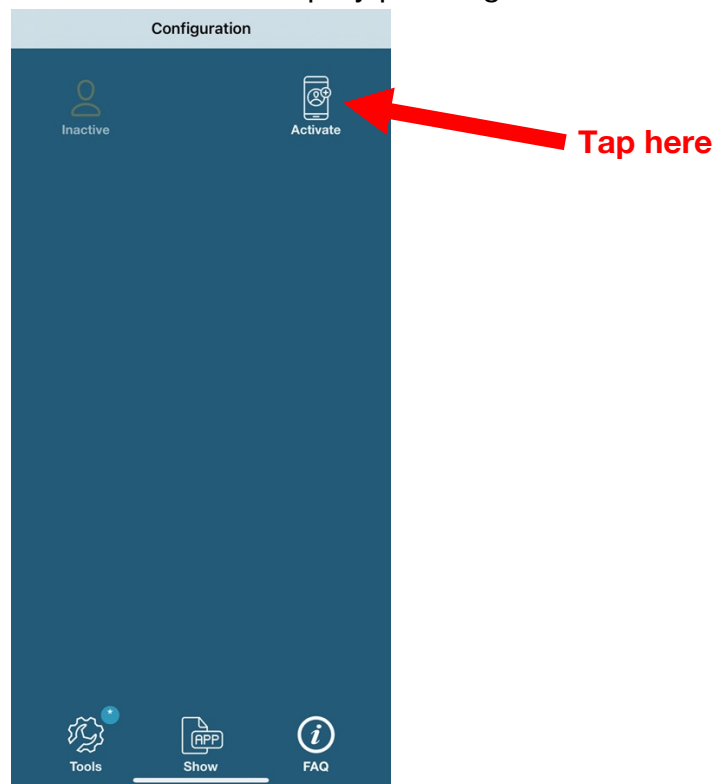 Configuration
Inactive
Activate
Tap here
*
APP
i
Tools
Show
FAQ